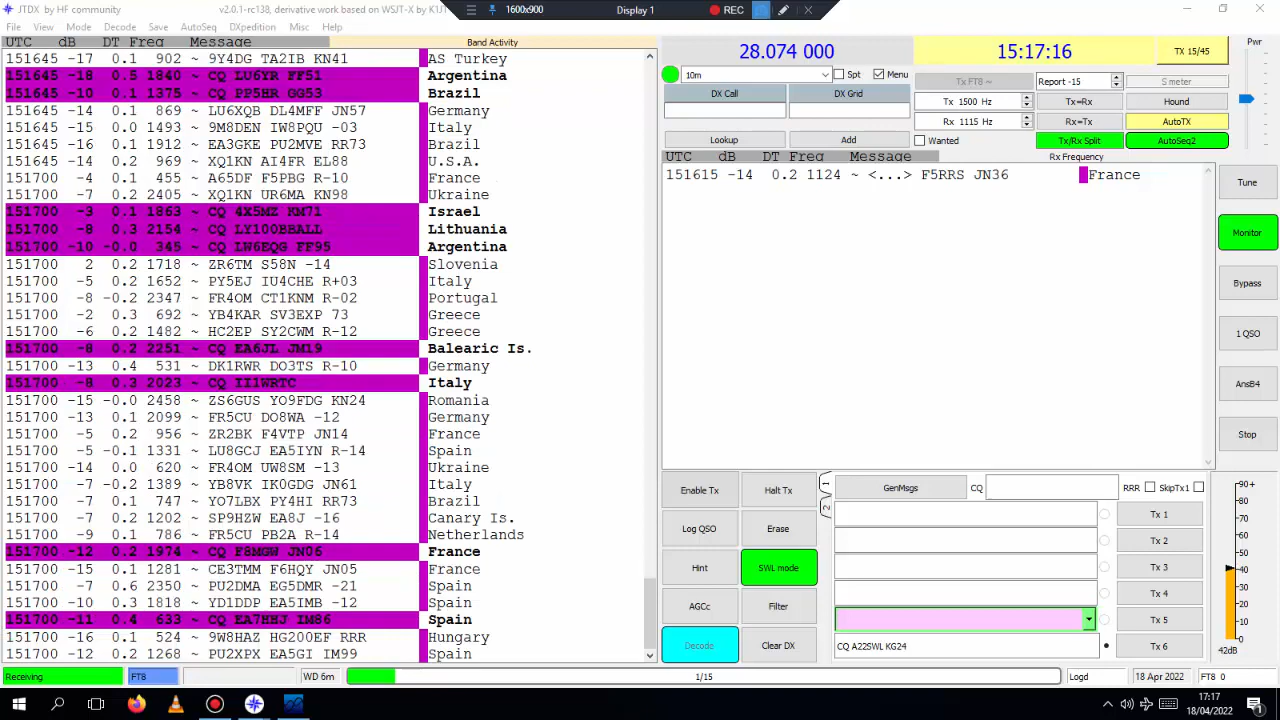 JTDX by HF community v2.0.1-rc138, derivative work based on WSJT-X by K1JT
1600x900 Display 1 REC
File View Mode Decode Save AutoSeq DXpedition Misc Help
UTC dB DT Freq Message Band Activity
151645 -17 0.1 902 ~ 9Y4DG TA2IB KN41 AS Turkey
151645 -18 0.5 1840 ~ CQ LU6YR FF51 Argentina
151645 -10 0.1 1375 ~ CQ PP5HR GG53 Brazil
151645 -14 0.1 869 ~ LU6XQB DL4MFF JN57 Germany
151645 -15 0.0 1493 ~ 9M8DEN IW8PQU -03 Italy
151645 -16 0.1 1912 ~ EA3GKE PU2MVE RR73 Brazil
151645 -14 0.2 969 ~ XQ1KN AI4FR EL88 U.S.A.
151645 -4 0.1 455 ~ A65DF F5PBG R-10 France
151645 -7 0.2 2405 ~ XQ1KN UR6MA KN98 Ukraine
151700 -3 0.1 1863 ~ CQ 4X5MZ KM71 Israel
151700 -8 0.3 2154 ~ CQ LY100BBALL Lithuania
151700 -10 -0.0 345 ~ CQ LW6EQG FF95 Argentina
151700 2 0.2 1718 ~ ZR6TM S58N -14 Slovenia
151700 -5 0.2 1652 ~ PY5EJ IU4CHE R+03 Italy
151700 -8 -0.2 2347 ~ FR4OM CT1KNM R-02 Portugal
151700 -2 0.3 692 ~ YB4KAR SV3EXP 73 Greece
151700 -6 0.2 1482 ~ HC2EP SY2CWM R-12 Greece
151700 -8 0.2 2251 ~ CQ EA6JL JM19 Balearic Is.
151700 -13 0.4 531 ~ DK1RWR DO3TS R-10 Germany
151700 -8 0.3 2023 ~ CQ II1WRTC Italy
151700 -15 -0.0 2458 ~ ZS6GUS YO9FDG KN24 Romania
151700 -13 0.1 2099 ~ FR5CU DO8WA -12 Germany
151700 -5 0.2 956 ~ ZR2BK F4VTP JN14 France
151700 -5 -0.1 1331 ~ LU8GCJ EA5IYN R-14 Spain
151700 -14 0.0 620 ~ FR4OM UW8SM -13 Ukraine
151700 -7 -0.2 1389 ~ YB8VK IK0GDG JN61 Italy
151700 -7 0.1 747 ~ YO7LBX PY4HI RR73 Brazil
151700 -7 0.2 1202 ~ SP9HZW EA8J -16 Canary Is.
151700 -9 0.1 786 ~ FR5CU PB2A R-14 Netherlands
151700 -12 0.2 1974 ~ CQ F8MGW JN06 France
151700 -15 0.1 1281 ~ CE3TMM F6HQY JN05 France
151700 -7 0.6 2350 ~ PU2DMA EG5DMR -21 Spain
151700 -10 0.3 1818 ~ YD1DDP EA5IMB -12 Spain
151700 -11 0.4 633 ~ CQ EA7HHJ IM86 Spain
151700 -16 0.1 524 ~ 9W8HAZ HG200EF RRR Hungary
151700 -12 0.2 1268 ~ PU2XPX EA5GI IM99 Spain
28.074 000 15:17:16 TX 15/45 Pwr
10m Spt Menu Tx FT8 ~ Report -15 S meter
DX Call DX Grid Tx 1500 Hz Tx=Rx Hound
Rx 1115 Hz Rx=Tx AutoTX
Lookup Add Wanted Tx/Rx Split AutoSeq2
UTC dB DT Freq Message Rx Frequency
151615 -14 0.2 1124 ~ <...> F5RRS JN36 France
Tune
Monitor
Bypass
1 QSO
AnsB4
Stop
Enable Tx Halt Tx 1 2 GenMsgs CQ RRR SkipTx1 90+
80
Tx 1
70
Log QSO Erase Tx 2
60
50
Hint SWL mode Tx 3
40
Tx 4
30
AGCc Filter Tx 5
20
10
Decode Clear DX CQ A22SWL KG24 Tx 6
0
42dB
Receiving FT8 WD 6m 1/15 Logd 18 Apr 2022 FT8 0
17:17
18/04/2022
1